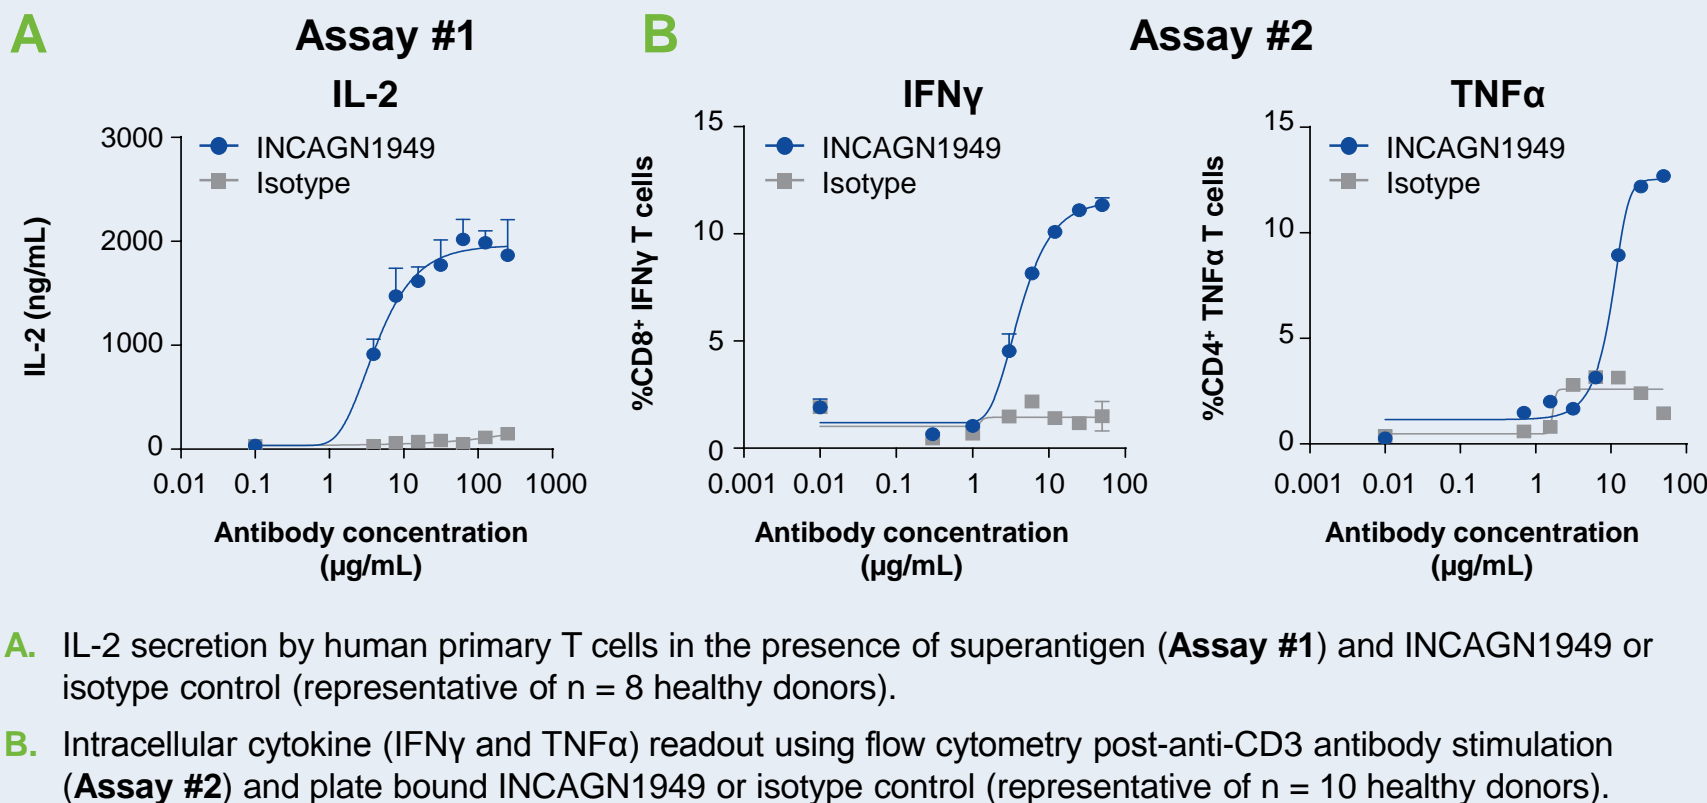 A
Assay #1
IL-2
3000
2000
1000
0
IL-2 (ng/mL)
INCAGN1949
Isotype
0.01 0.1 1 10 100 1000
Antibody concentration
(µg/mL)
B
Assay #2
IFNγ
15
10
5
0
%CD8+ IFNγ T cells
INCAGN1949
Isotype
0.001 0.01 0.1 1 10 100
Antibody concentration
(µg/mL)
TNFα
15
10
5
0
%CD4+ TNFα T cells
INCAGN1949
Isotype
0.001 0.01 0.1 1 10 100
Antibody concentration
(µg/mL)
A. IL-2 secretion by human primary T cells in the presence of superantigen (Assay #1) and INCAGN1949 or
isotype control (representative of n = 8 healthy donors).
B. Intracellular cytokine (IFNγ and TNFα) readout using flow cytometry post-anti-CD3 antibody stimulation
(Assay #2) and plate bound INCAGN1949 or isotype control (representative of n = 10 healthy donors).